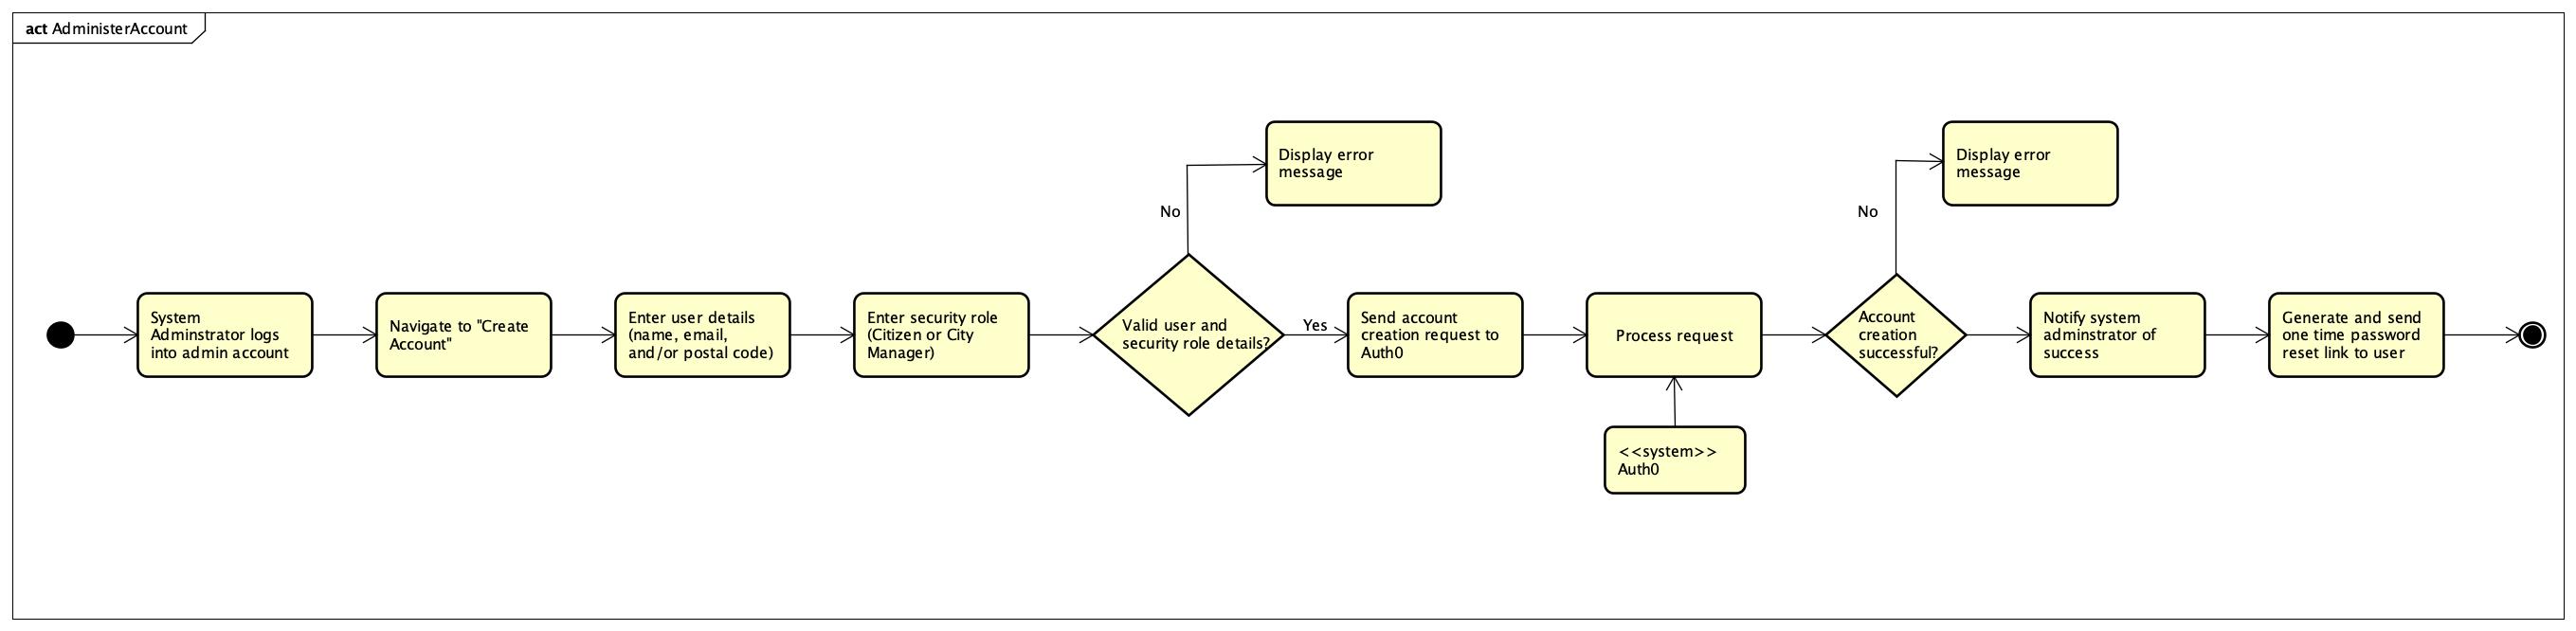 act AdministerAccount
System
Adminstrator logs
into admin account
Navigate to "Create
Account"
Enter user details
(name, email,
and/or postal code)
Enter security role
(Citizen or City
Manager)
Valid user and
security role details?
No
Display error
message
Yes
Send account
creation request to
Auth0
Process request
<<system>>
Auth0
Account
creation
successful?
No
Display error
message
Notify system
adminstrator of
success
Generate and send
one time password
reset link to user